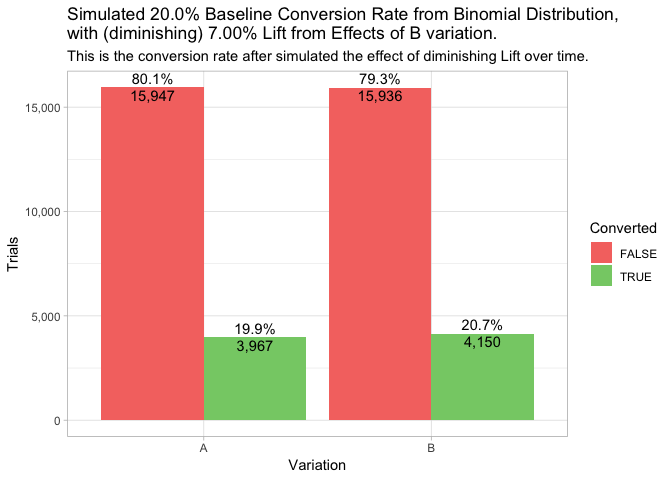 Simulated 20.0% Baseline Conversion Rate from Binomial Distribution,
with (diminishing) 7.00% Lift from Effects of B variation.
This is the conversion rate after simulated the effect of diminishing Lift over time.
Trials
15,000
10,000
5,000
0
80.1%
15,947
19.9%
3,967
79.3%
15,936
20.7%
4,150
A
B
Variation
Converted
FALSE
TRUE